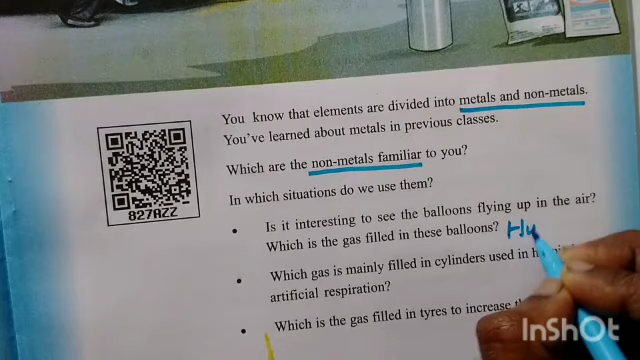 You know that elements are divided into metals and non-metals.
You've learned about metals in previous classes.
Which are the non-metals familiar to you?
In which situations do we use them?
• Is it interesting to see the balloons flying up in the air?
Which is the gas filled in these balloons? Hy
• Which gas is mainly filled in cylinders used in
artificial respiration?
• Which is the gas filled in tyres to increase
827AZZ
InShOt